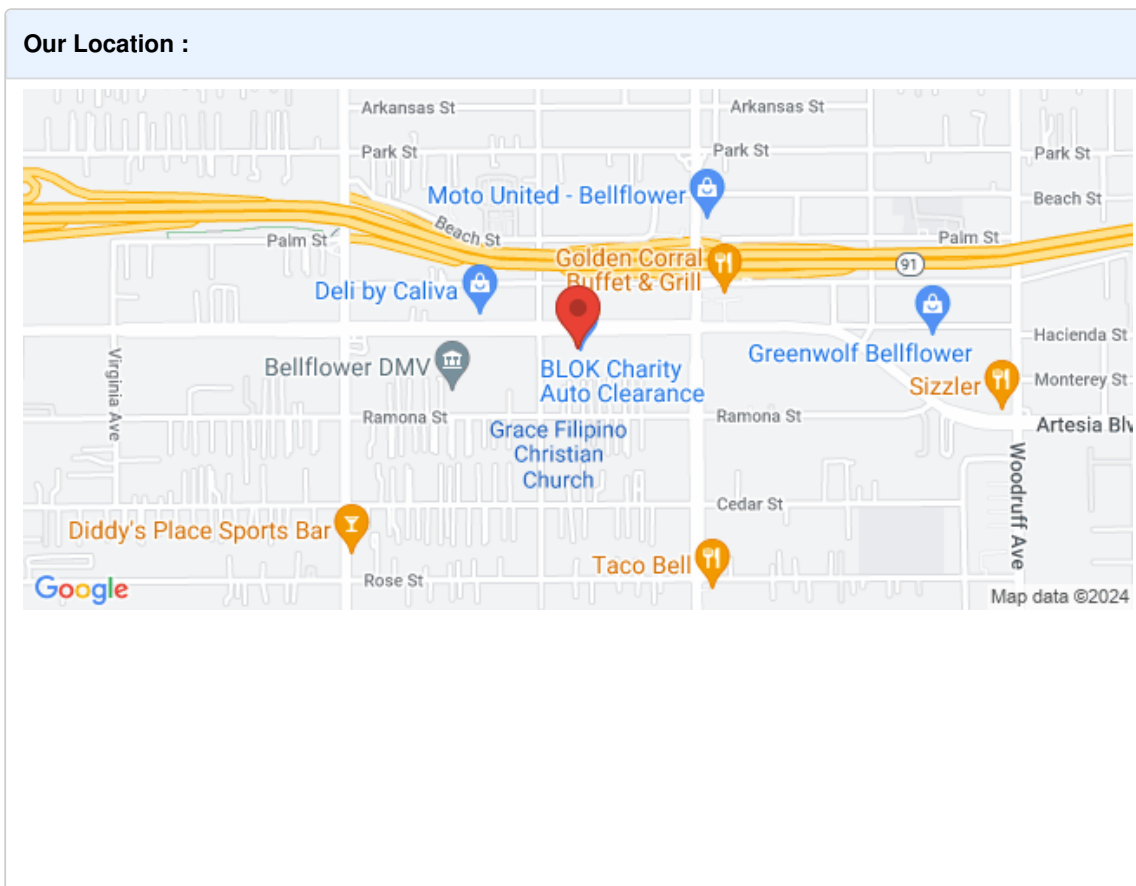 Our Location :
Arkansas St
Arkansas St
Park St
Park St
Park St
Moto United - Bellflower
Beach St
Beach St
Palm St
Palm St
Golden Corral
Buffet & Grill
91
Deli by Caliva
Hacienda St
Greenwolf Bellflower
Bellflower DMV
BLOK Charity
Auto Clearance
Sizzler
Monterey St
Virginia Ave
Ramona St
Ramona St
Artesia Blv
Grace Filipino
Christian
Church
Woodruff Ave
Cedar St
Diddy's Place Sports Bar
Taco Bell
Rose St
Google
Map data ©2024